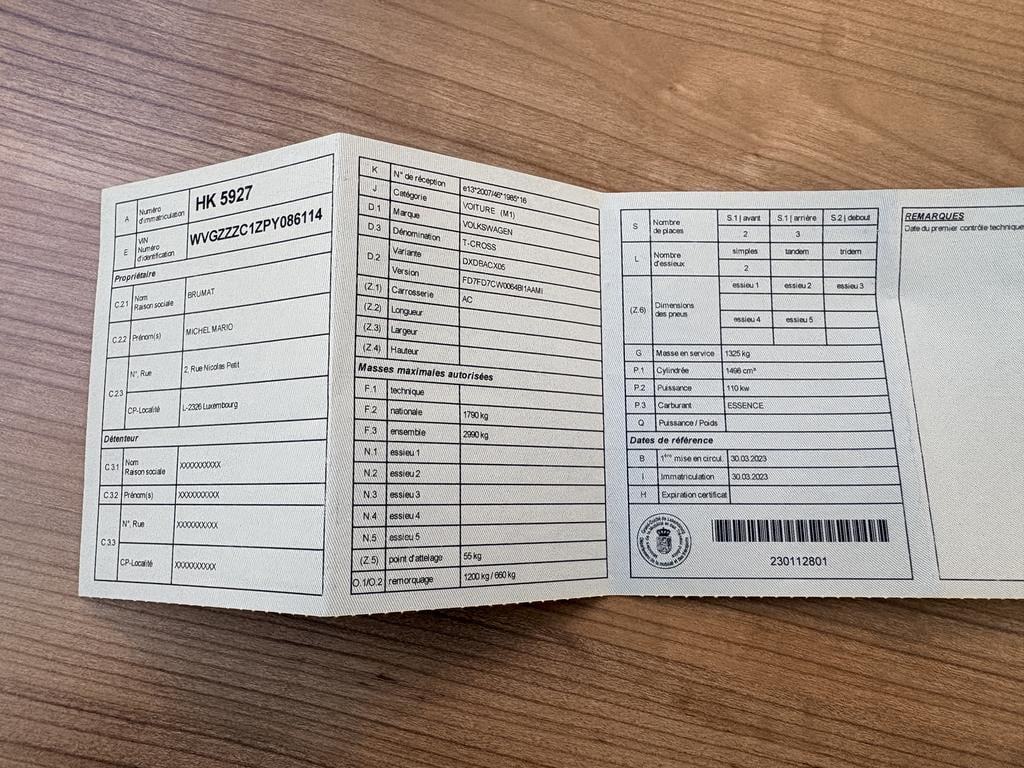 A Numéro d'immatriculation HK 5927
E VIN Numéro d'identification WVGZZZC1ZPY086114
Propriétaire
C.2.1 Nom Raison sociale BRUMAT
C.2.2 Prénom(s) MICHEL MARIO
C.2.3 N°, Rue 2, Rue Nicolas Petit
CP-Localité L-2326 Luxembourg
Détenteur
C.3.1 Nom Raison sociale XXXXXXXXXX
C.3.2 Prénom(s) XXXXXXXXXX
C.3.3 N°, Rue XXXXXXXXXX
CP-Localité XXXXXXXXXX
K N° de réception e13*2007/46*1985*16
J Catégorie VOITURE (M1)
D.1 Marque VOLKSWAGEN
D.3 Dénomination T-CROSS
D.2 Variante DXDBACX05
Version
(Z.1) Carrosserie AC
(Z.2) Longueur
(Z.3) Largeur
(Z.4) Hauteur
Masses maximales autorisées
F.1 technique
F.2 nationale 1790 kg
F.3 ensemble 2990 kg
N.1 essieu 1
N.2 essieu 2
N.3 essieu 3
N.4 essieu 4
N.5 essieu 5
(Z.5) point d'attelage 55 kg
O.1/O.2 remorquage 1200 kg / 660 kg
S Nombre de places S.1 | avant S.1 | arrière S.2 | debout
2 3
L Nombre d'essieux simples tandem tridem
2
(Z.6) Dimensions des pneus essieu 1 essieu 2 essieu 3
essieu 4 essieu 5
G Masse en service 1325 kg
P.1 Cylindrée 1498 cm³
P.2 Puissance 110 kw
P.3 Carburant ESSENCE
Q Puissance / Poids
Dates de référence
B 1ère mise en circul. 30.03.2023
I Immatriculation 30.03.2023
H Expiration certificat
230112801
REMARQUES
Date du premier contrôle technique